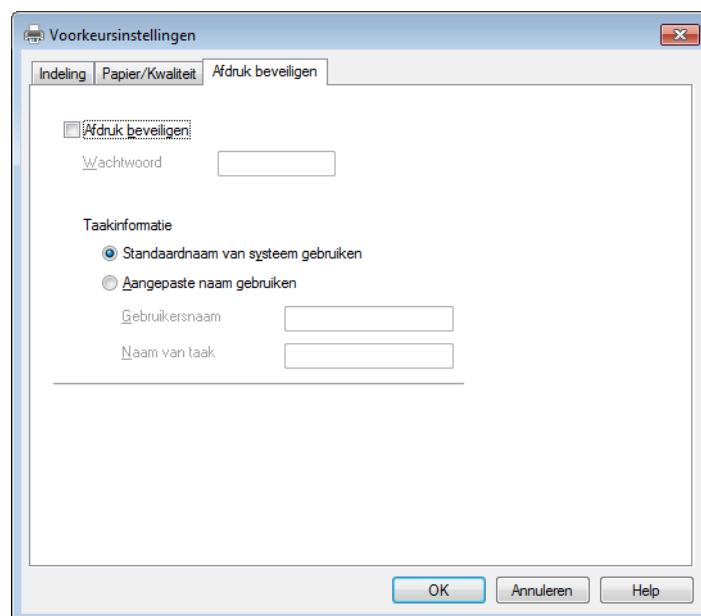 Voorkeursinstellingen
Indeling Papier/Kwaliteit Afdruk beveiligen
Afdruk beveiligen
Wachtwoord
Taakinformatie
Standaardnaam van systeem gebruiken
Aangepaste naam gebruiken
Gebruikersnaam
Naam van taak
OK Annuleren Help